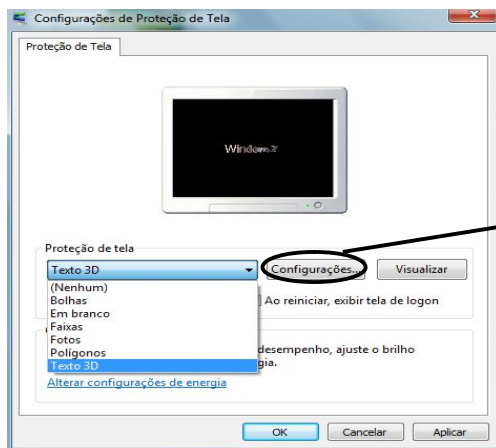 Configurações de Proteção de Tela
Proteção de Tela
Proteção de tela
Texto 3D
Configurações...
Visualizar
(Nenhum)
Bolhas
Em branco
Faixas
Fotos
Polígonos
Texto 3D
Ao reiniciar, exibir tela de logon
desempenho, ajuste o brilho
gia.
Alterar configurações de energia
OK
Cancelar
Aplicar